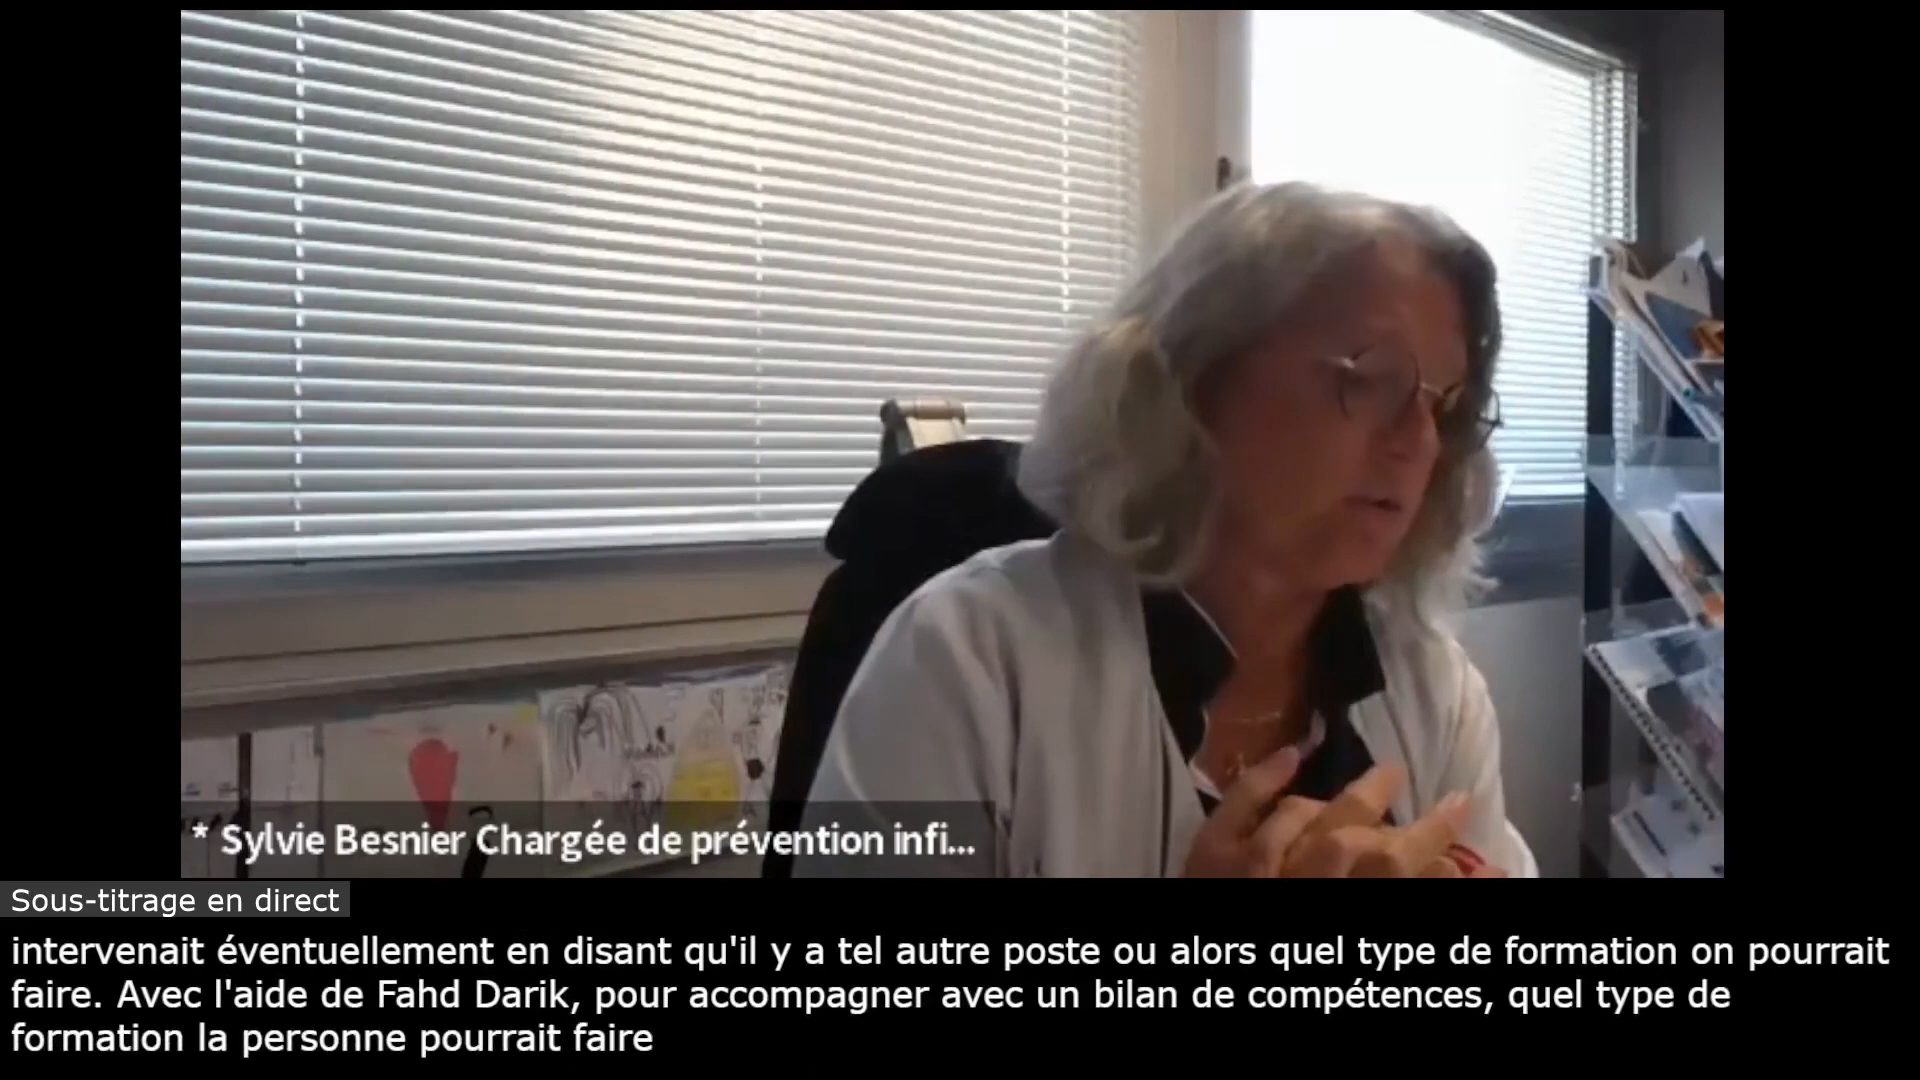 * Sylvie Besnier Chargée de prévention infi...
Sous-titrage en direct
intervenait éventuellement en disant qu'il y a tel autre poste ou alors quel type de formation on pourrait
faire. Avec l'aide de Fahd Darik, pour accompagner avec un bilan de compétences, quel type de
formation la personne pourrait faire